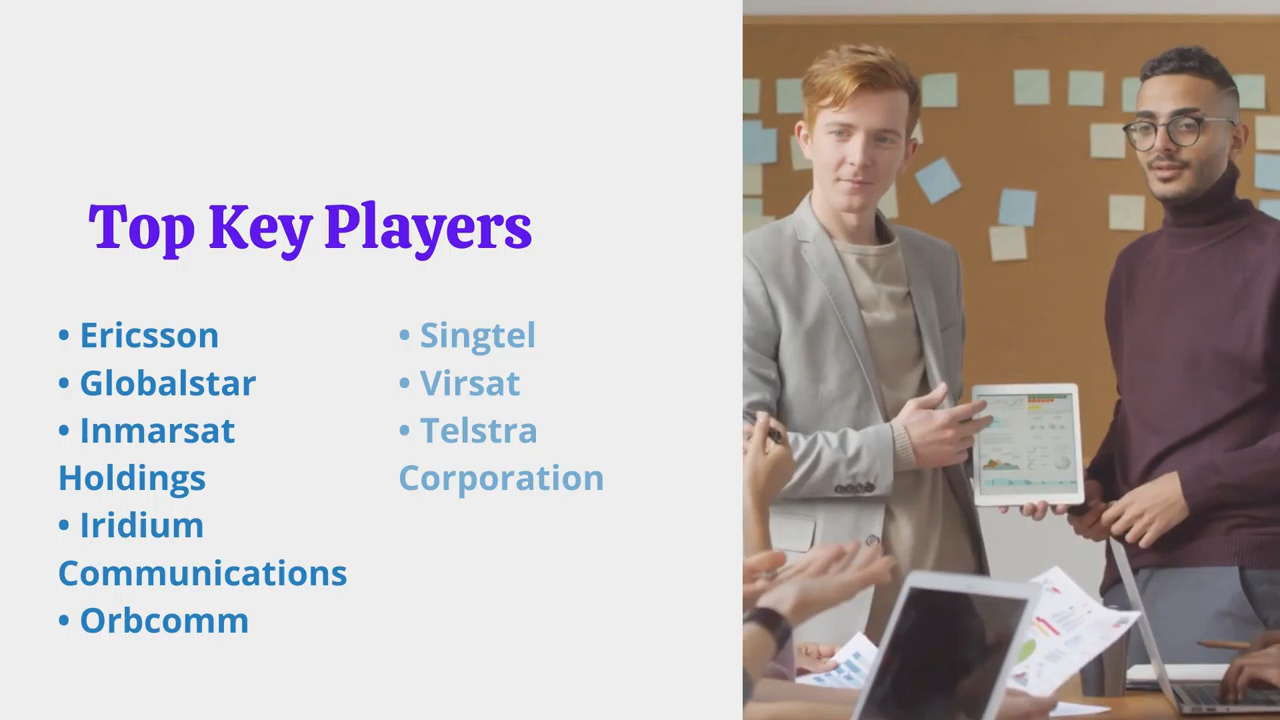 Top Key Players
• Ericsson
• Globalstar
• Inmarsat
Holdings
• Iridium
Communications
• Orbcomm
• Singtel
• Virsat
• Telstra
Corporation